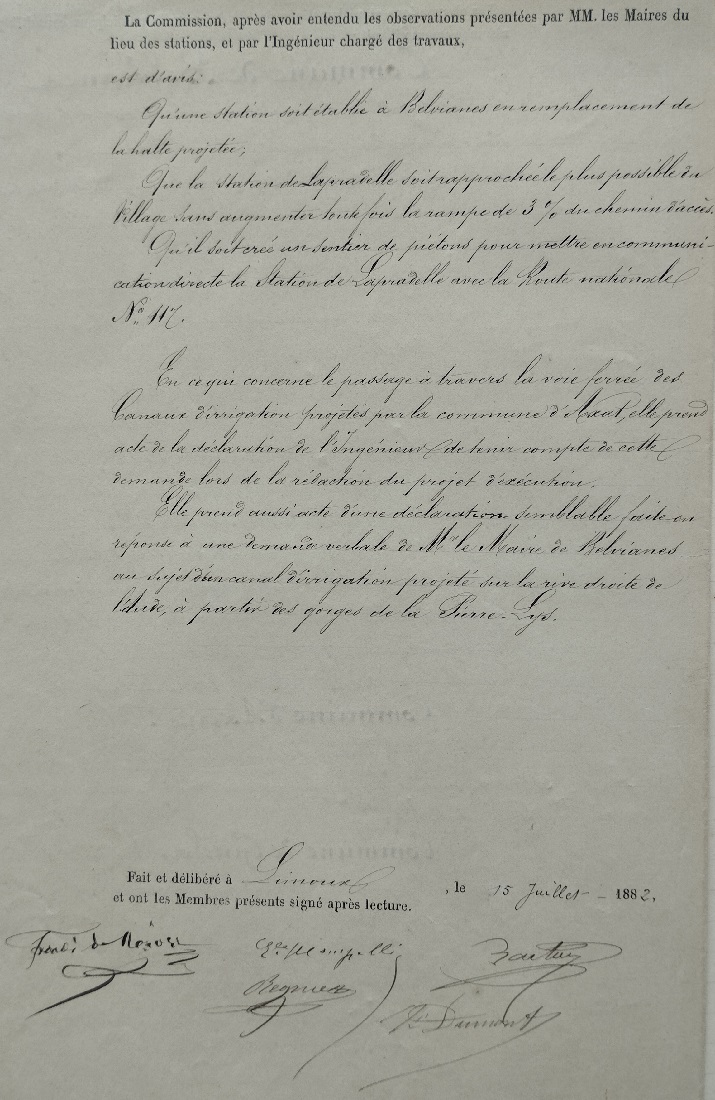 La Commission, après avoir entendu les observations présentées par MM. les Maires du
lieu des stations, et par l'Ingénieur chargé des travaux,
est d'avis:
Qu'une station soit établie à Belvianes en remplacement de
la halte projetée;
Que la station de Lapradelle soit rapprochée le plus possible du
Village sans augmenter toutefois la rampe de 3 % du chemin d'accès.
Qu'il soit créé un sentier de piétons pour mettre en communi-
cation directe la Station de Lapradelle avec la Route nationale
No 117.
En ce qui concerne le passage à travers la voie ferrée des
Canaux d'irrigation projetés par la commune d'Axat, elle prend
acte de la déclaration de l'Ingénieur de tenir compte de cette
demande lors de la rédaction du projet d'exécution.
Elle prend aussi acte d'une déclaration semblable faite en
réponse à une demande verbale de Mr le Maire de Belvianes
au sujet d'un canal d'irrigation projeté sur la rive droite de
l'Aude, à partir des gorges de la Pierre-Lys.
Fait et délibéré à Limoux, le 15 Juillet - 1882,
et ont les Membres présents signé après lecture.
Regnier
Dumont